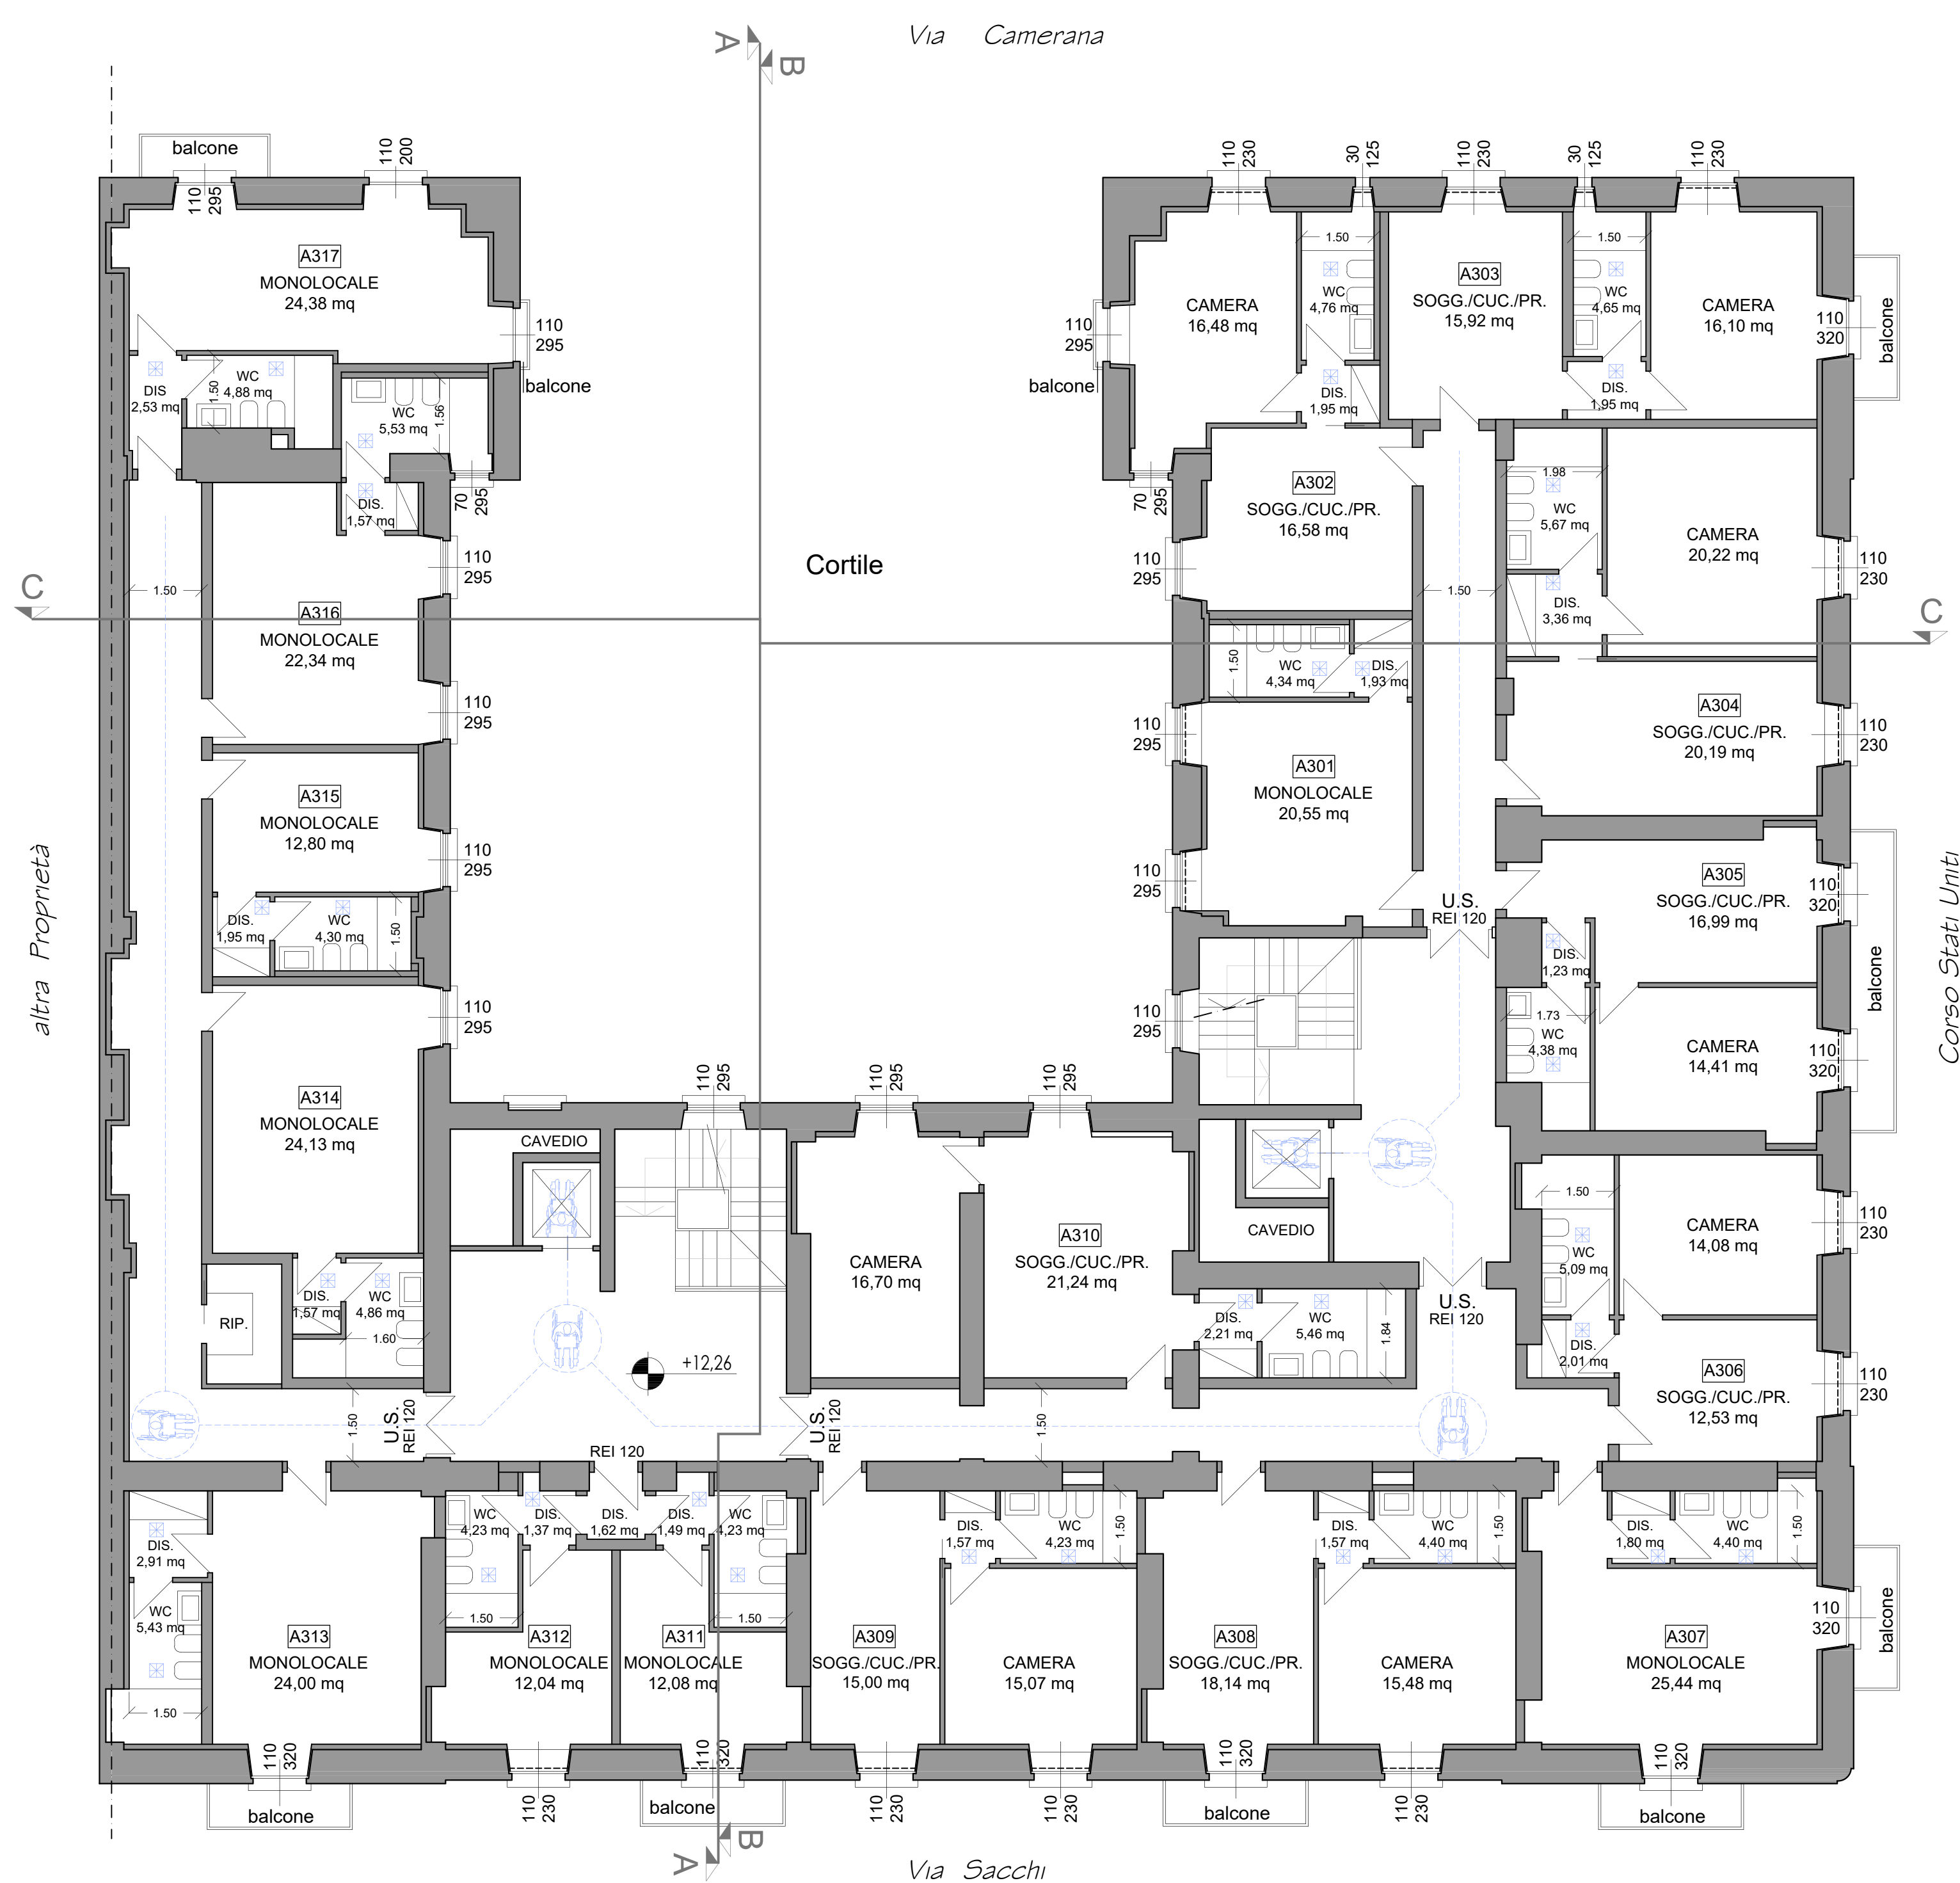 Via Camerana
A
B
balcone
110
200
110
295
A317
MONOLOCALE
24,38 mq
110
295
balcone
DIS
2,53 mq
1.50
WC
4,88 mq
WC
5,53 mq
1.56
70
295
DIS.
1,57 mq
110
295
C
1.50
A316
MONOLOCALE
22,34 mq
110
295
A315
MONOLOCALE
12,80 mq
110
295
DIS.
1,95 mq
WC
4,30 mq
1.50
altra Proprietà
A314
MONOLOCALE
24,13 mq
110
295
DIS.
1,57 mq
WC
4,86 mq
1.60
RIP.
1.50
U.S.
REI 120
Cortile
110
230
30
125
110
230
30
125
110
230
CAMERA
16,48 mq
110
295
balcone
1.50
WC
4,76 mq
DIS.
1,95 mq
A303
SOGG./CUC./PR.
15,92 mq
1.50
WC
4,65 mq
DIS.
1,95 mq
CAMERA
16,10 mq
110
320
balcone
70
295
A302
SOGG./CUC./PR.
16,58 mq
110
295
1.50
1.98
WC
5,67 mq
DIS.
3,36 mq
CAMERA
20,22 mq
110
230
C
1.50
WC
4,34 mq
DIS.
1,93 mq
110
295
A301
MONOLOCALE
20,55 mq
110
295
A304
SOGG./CUC./PR.
20,19 mq
110
230
U.S.
REI 120
A305
SOGG./CUC./PR.
16,99 mq
110
320
DIS.
1,23 mq
1.73
WC
4,38 mq
CAMERA
14,41 mq
110
320
balcone
Corso Stati Uniti
110
295
110
295
110
295
110
295
CAVEDIO
CAMERA
16,70 mq
A310
SOGG./CUC./PR.
21,24 mq
CAVEDIO
1.50
WC
5,09 mq
CAMERA
14,08 mq
110
230
DIS.
2,21 mq
WC
5,46 mq
1.84
U.S.
REI 120
DIS.
2,01 mq
A306
SOGG./CUC./PR.
12,53 mq
110
230
+12,26
U.S.
REI 120
1.50
REI 120
DIS.
2,91 mq
WC
5,43 mq
1.50
A313
MONOLOCALE
24,00 mq
WC
4,23 mq
DIS.
1,37 mq
DIS.
1,62 mq
DIS.
1,49 mq
WC
4,23 mq
1.50
1.50
A312
MONOLOCALE
12,04 mq
A311
MONOLOCALE
12,08 mq
A309
SOGG./CUC./PR.
15,00 mq
DIS.
1,57 mq
WC
4,23 mq
1.50
CAMERA
15,07 mq
A308
SOGG./CUC./PR.
18,14 mq
DIS.
1,57 mq
WC
4,40 mq
1.50
CAMERA
15,48 mq
DIS.
1,80 mq
WC
4,40 mq
1.50
A307
MONOLOCALE
25,44 mq
110
320
balcone
110
320
balcone
110
230
110
320
balcone
110
230
110
230
110
320
balcone
110
230
110
320
balcone
B
A
Via Sacchi